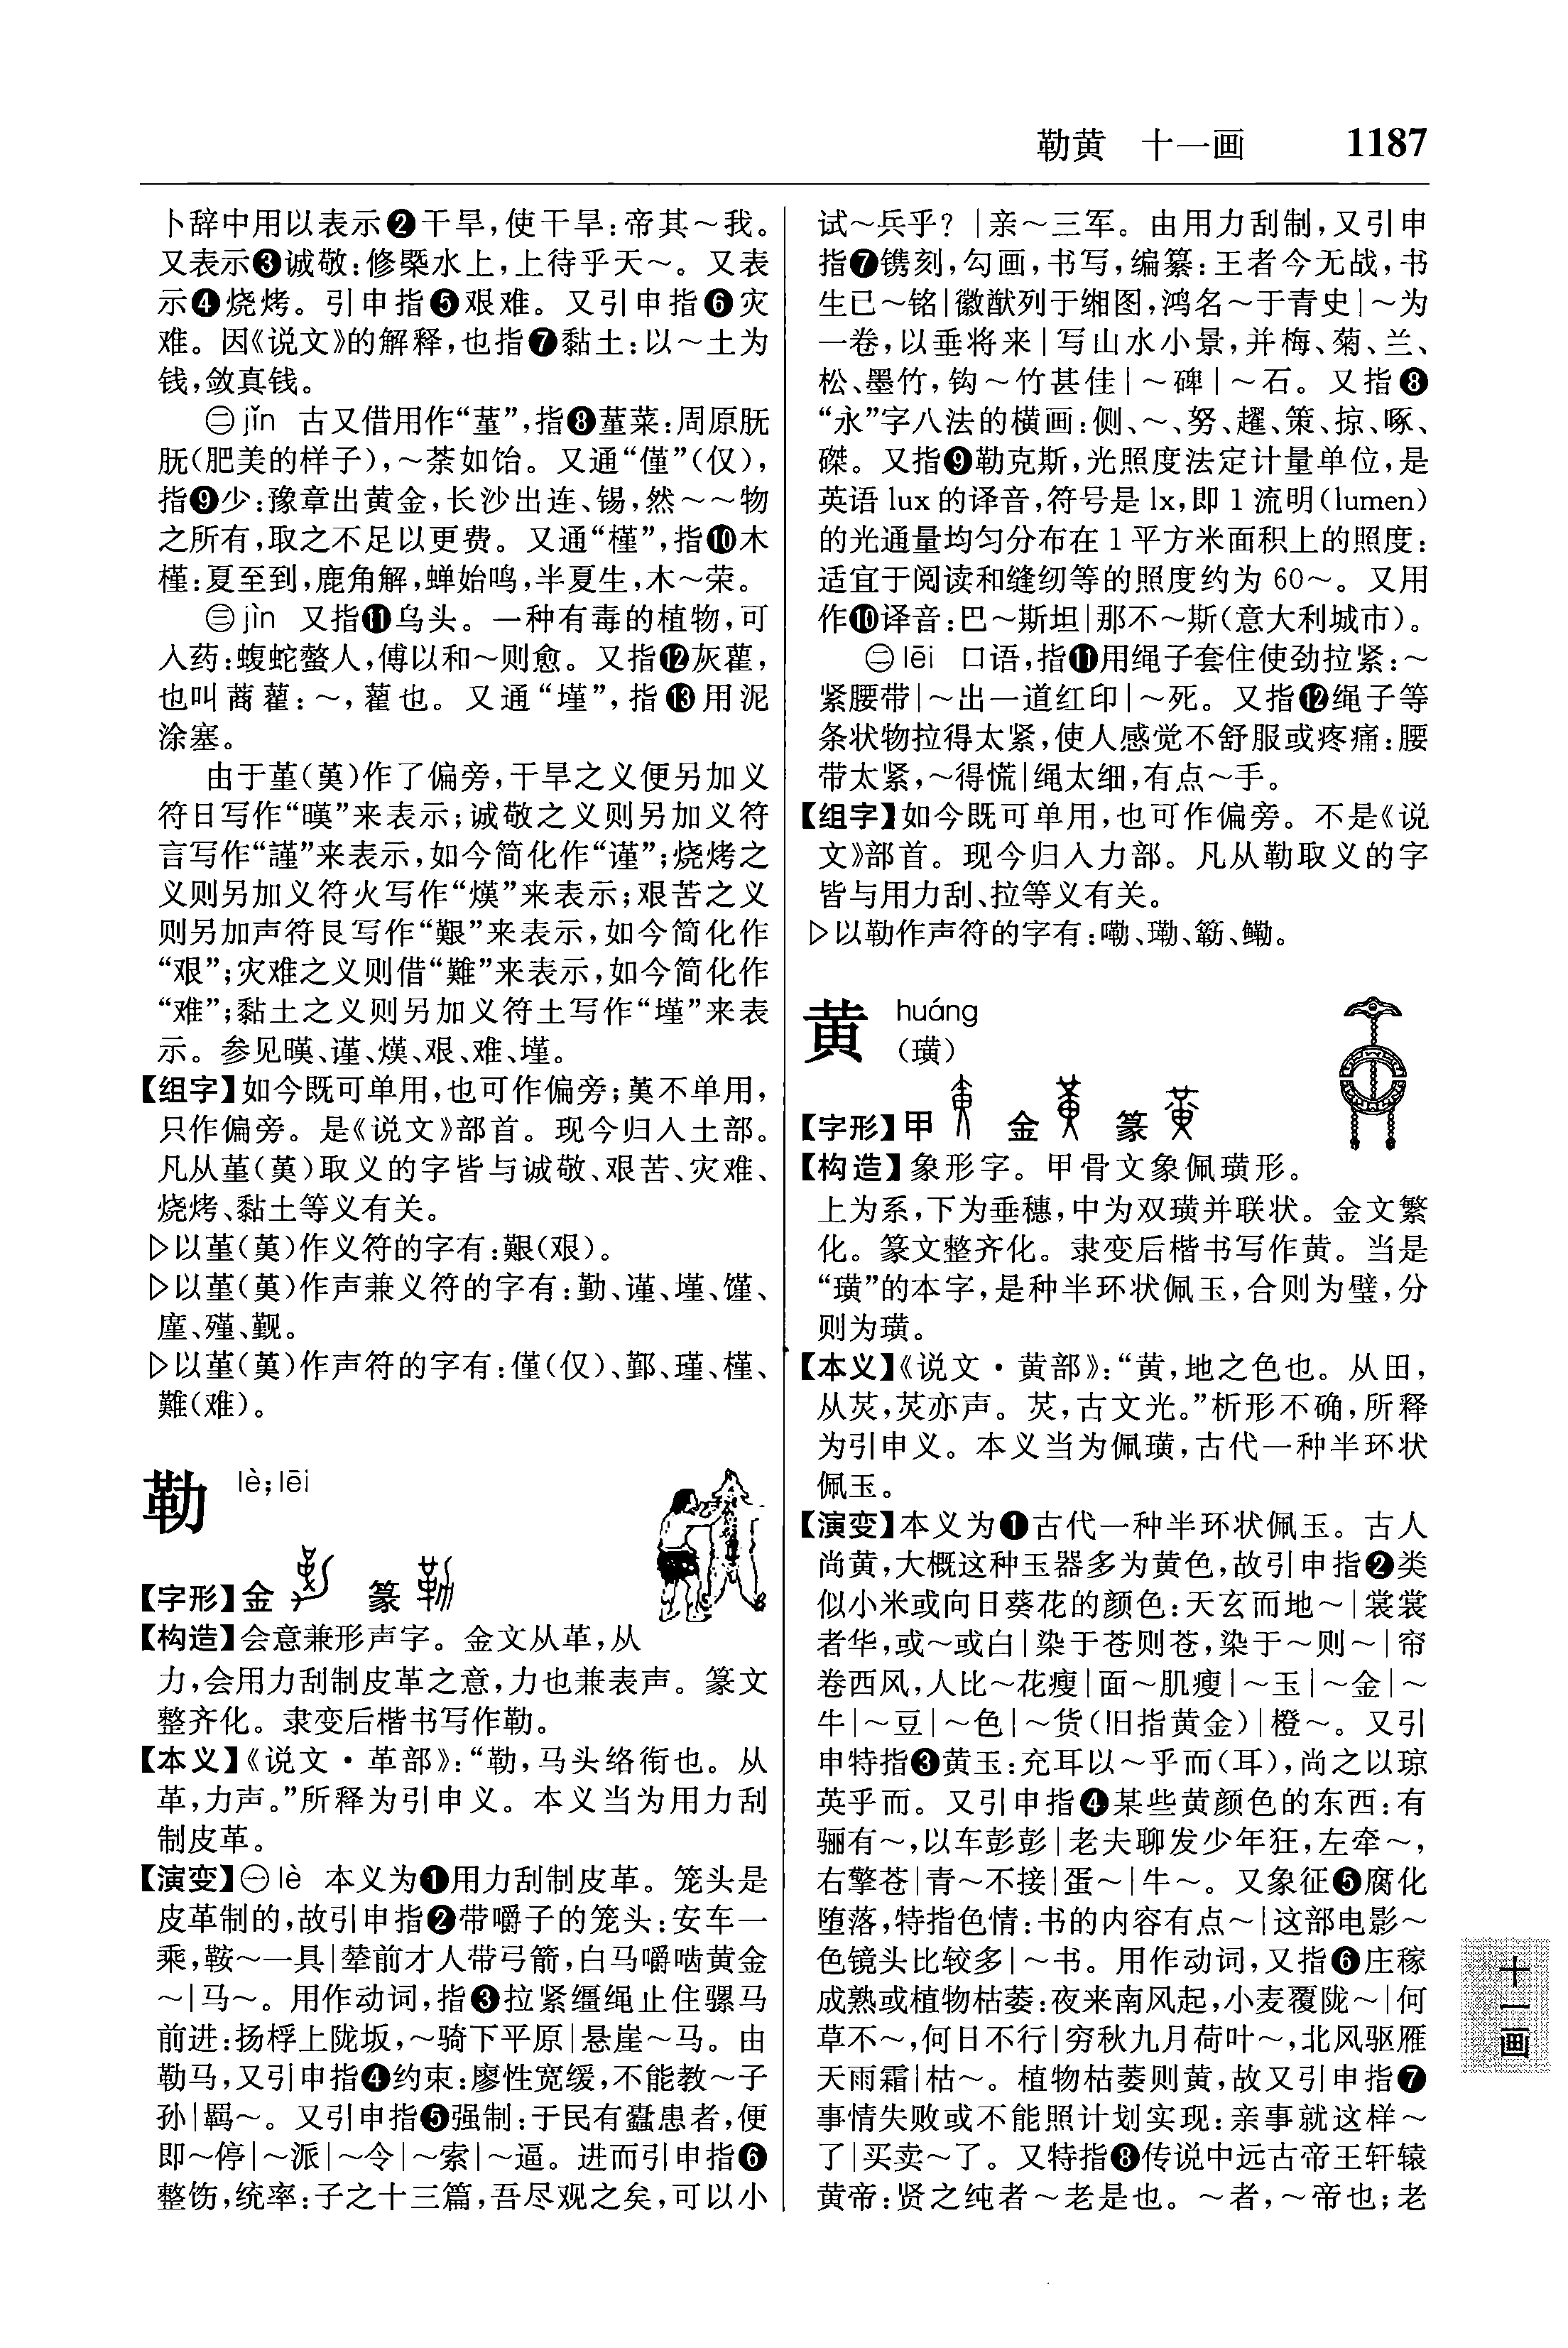 勒黄　十一画　1187
卜辞中用以表示❷干旱,使干旱:帝其～我。
又表示❸诚敬:修槩水上,上待乎天～。又表
示❹烧烤。引申指❺艰难。又引申指❻灾
难。因《说文》的解释,也指❼黏土:以～土为
钱,敛真钱。
㊁jǐn 古又借用作“堇”,指❽堇菜:周原朊
朊(肥美的样子),～荼如饴。又通“僅”(仅),
指❾少:豫章出黄金,长沙出连、锡,然～～物
之所有,取之不足以更费。又通“槿”,指❿木
槿:夏至到,鹿角解,蝉始鸣,半夏生,木～荣。
㊂jìn 又指⓫乌头。一种有毒的植物,可
入药:蝮蛇螫人,傅以和～则愈。又指⓬灰藋,
也叫蔏藋:～,藋也。又通“墐”,指⓭用泥
涂塞。
由于堇(𦰩)作了偏旁,干旱之义便另加义
符日写作“暵”来表示;诚敬之义则另加义符
言写作“謹”来表示,如今简化作“谨”;烧烤之
义则另加义符火写作“熯”来表示;艰苦之义
则另加声符艮写作“艱”来表示,如今简化作
“艰”;灾难之义则借“難”来表示,如今简化作
“难”;黏土之义则另加义符土写作“墐”来表
示。参见暵、谨、熯、艰、难、墐。
【组字】如今既可单用,也可作偏旁;𦰩不单用,
只作偏旁。是《说文》部首。现今归入土部。
凡从堇(𦰩)取义的字皆与诚敬、艰苦、灾难、
烧烤、黏土等义有关。
▷以堇(𦰩)作义符的字有:艱(艰)。
▷以堇(𦰩)作声兼义符的字有:勤、谨、墐、馑、
廑、殣、觐。
▷以堇(𦰩)作声符的字有:僅(仅)、鄞、瑾、槿、
難(难)。
勒 lè;lēi
【字形】金 篆
【构造】会意兼形声字。金文从革,从
力,会用力刮制皮革之意,力也兼表声。篆文
整齐化。隶变后楷书写作勒。
【本义】《说文·革部》:“勒,马头络衔也。从
革,力声。”所释为引申义。本义当为用力刮
制皮革。
【演变】㊀lè 本义为❶用力刮制皮革。笼头是
皮革制的,故引申指❷带嚼子的笼头:安车一
乘,鞍～一具|辇前才人带弓箭,白马嚼啮黄金
～|马～。用作动词,指❸拉紧缰绳止住骡马
前进:扬桴上陇坂,～骑下平原|悬崖～马。由
勒马,又引申指❹约束:廖性宽缓,不能教～子
孙|羁～。又引申指❺强制:于民有蠹患者,便
即～停|～派|～令|～索|～逼。进而引申指❻
整饬,统率:子之十三篇,吾尽观之矣,可以小
试～兵乎?|亲～三军。由用力刮制,又引申
指❼镌刻,勾画,书写,编纂:王者今无战,书
生已～铭|徽猷列于缃图,鸿名～于青史|～为
一卷,以垂将来|写山水小景,并梅、菊、兰、
松、墨竹,钩～竹甚佳|～碑|～石。又指❽
“永”字八法的横画:侧、～、努、趯、策、掠、啄、
磔。又指❾勒克斯,光照度法定计量单位,是
英语 lux 的译音,符号是 lx,即 1 流明(lumen)
的光通量均匀分布在 1 平方米面积上的照度:
适宜于阅读和缝纫等的照度约为 60～。又用
作❿译音:巴～斯坦|那不～斯(意大利城市)。
㊁lēi 口语,指⓫用绳子套住使劲拉紧:～
紧腰带|～出一道红印|～死。又指⓬绳子等
条状物拉得太紧,使人感觉不舒服或疼痛:腰
带太紧,～得慌|绳太细,有点～手。
【组字】如今既可单用,也可作偏旁。不是《说
文》部首。现今归入力部。凡从勒取义的字
皆与用力刮、拉等义有关。
▷以勒作声符的字有:嘞、㔹、簕、鳓。
黄 huáng
(璜)
【字形】甲 金 篆
【构造】象形字。甲骨文象佩璜形。
上为系,下为垂穗,中为双璜并联状。金文繁
化。篆文整齐化。隶变后楷书写作黄。当是
“璜”的本字,是种半环状佩玉,合则为璧,分
则为璜。
【本义】《说文·黄部》:“黄,地之色也。从田,
从炗,炗亦声。炗,古文光。”析形不确,所释
为引申义。本义当为佩璜,古代一种半环状
佩玉。
【演变】本义为❶古代一种半环状佩玉。古人
尚黄,大概这种玉器多为黄色,故引申指❷类
似小米或向日葵花的颜色:天玄而地～|裳裳
者华,或～或白|染于苍则苍,染于～则～|帘
卷西风,人比～花瘦|面～肌瘦|～玉|～金|～
牛|～豆|～色|～货(旧指黄金)|橙～。又引
申特指❸黄玉:充耳以～乎而(耳),尚之以琼
英乎而。又引申指❹某些黄颜色的东西:有
骊有～,以车彭彭|老夫聊发少年狂,左牵～,
右擎苍|青～不接|蛋～|牛～。又象征❺腐化
堕落,特指色情:书的内容有点～|这部电影～
色镜头比较多|～书。用作动词,又指❻庄稼
成熟或植物枯萎:夜来南风起,小麦覆陇～|何
草不～,何日不行|穷秋九月荷叶～,北风驱雁
天雨霜|枯～。植物枯萎则黄,故又引申指❼
事情失败或不能照计划实现:亲事就这样～
了|买卖～了。又特指❽传说中远古帝王轩辕
黄帝:贤之纯者～老是也。～者,～帝也;老
十一画